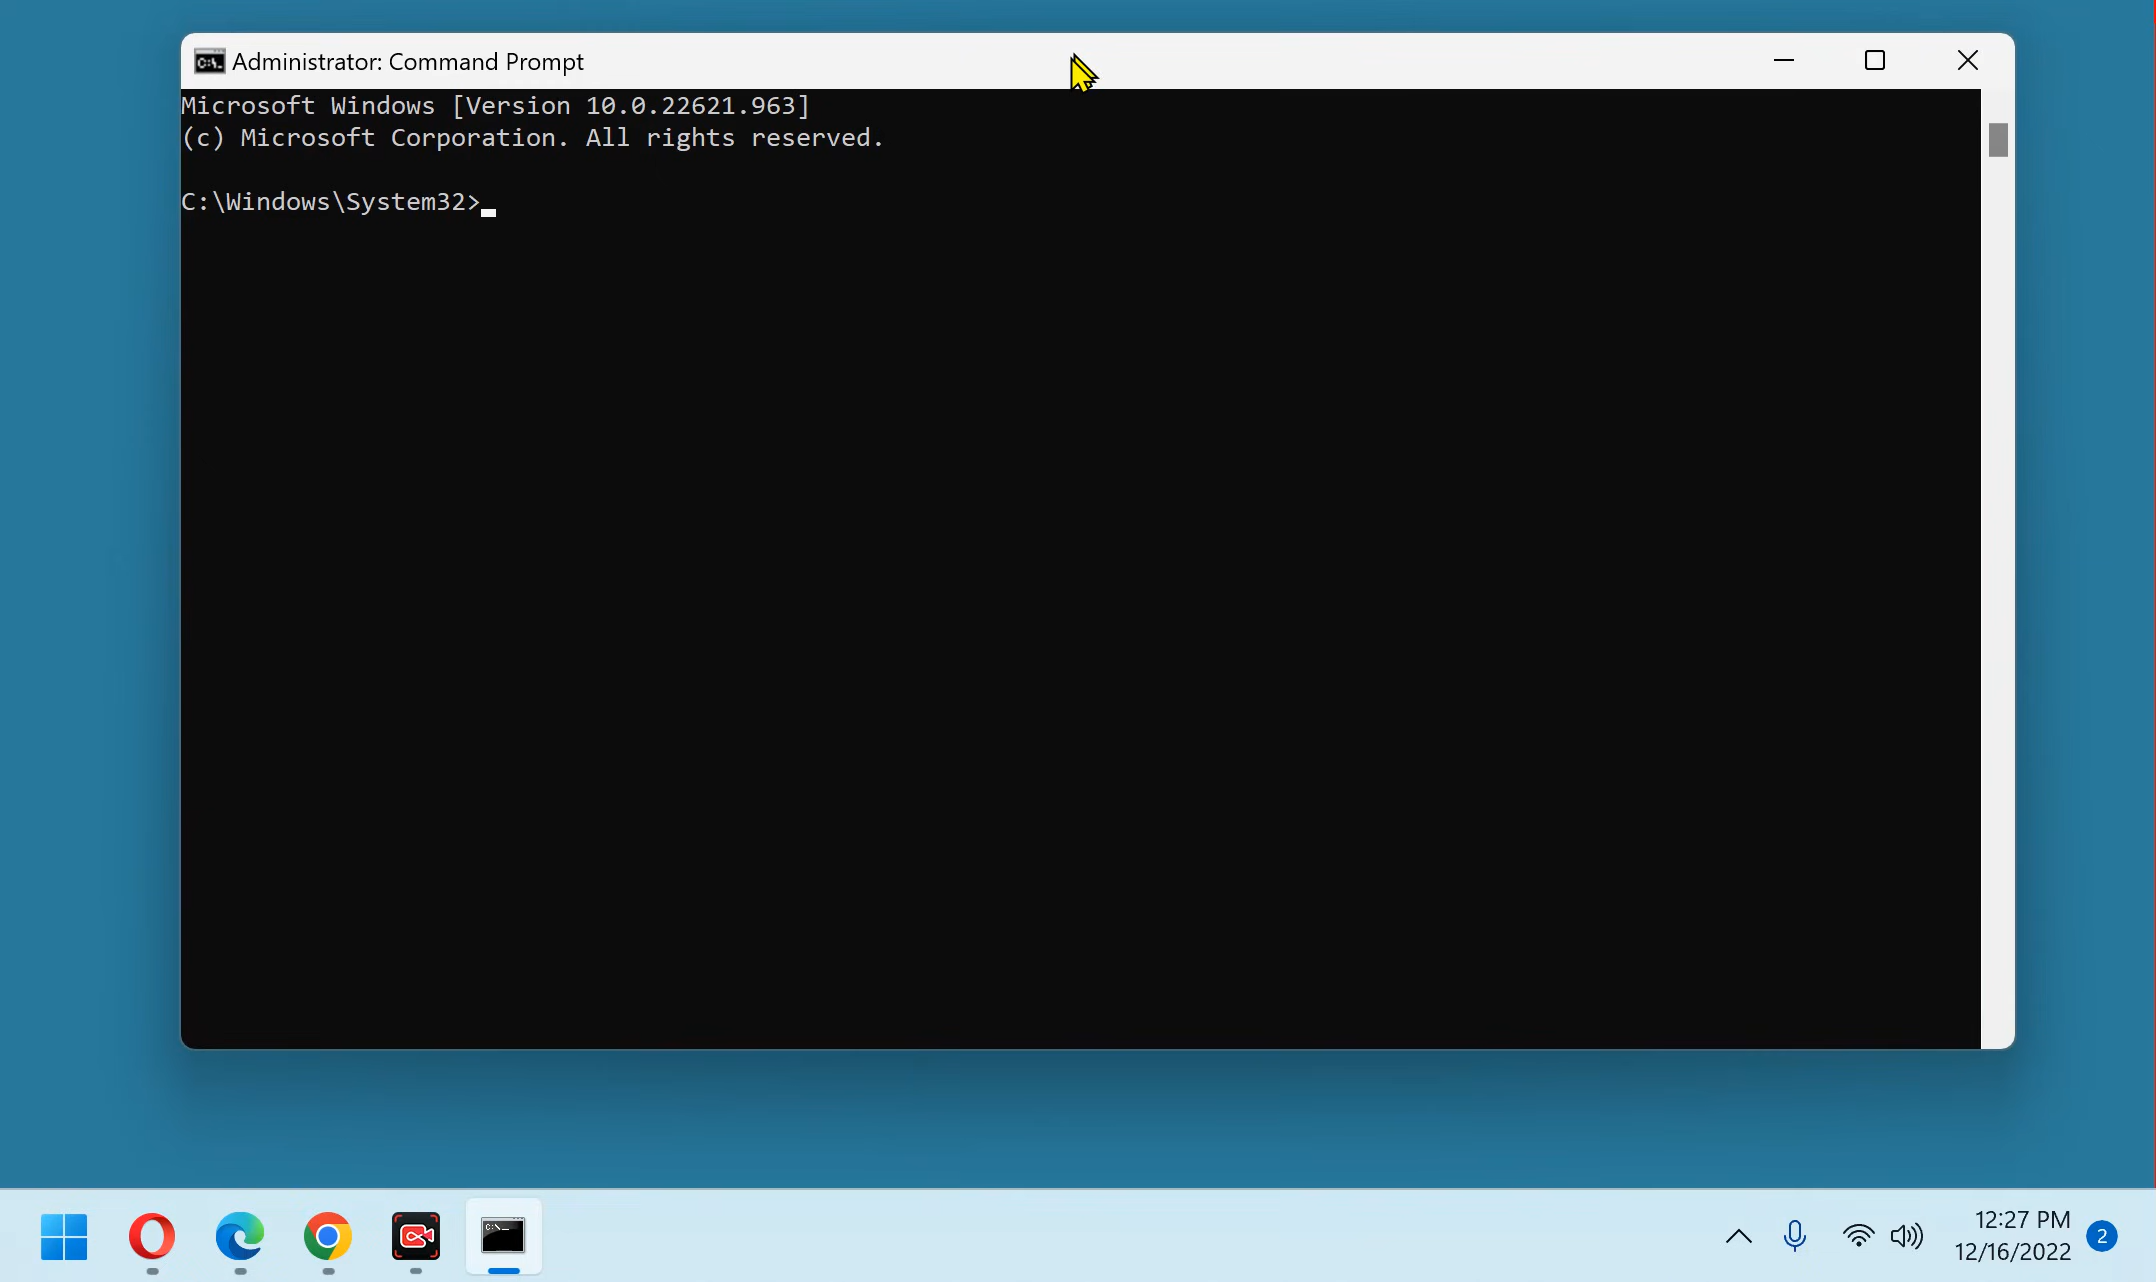 Administrator: Command Prompt
Microsoft Windows [Version 10.0.22621.963]
(c) Microsoft Corporation. All rights reserved.
C:\Windows\System32>
12:27 PM
12/16/2022
2